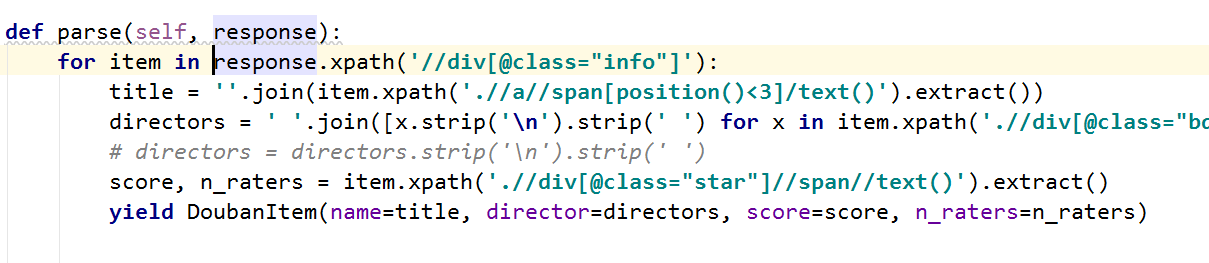 def parse(self, response):
    for item in response.xpath('//div[@class="info"]'):
        title = ''.join(item.xpath('.//a//span[position()<3]/text()').extract())
        directors = ' '.join([x.strip('\n').strip(' ') for x in item.xpath('.//div[@class="bd
        # directors = directors.strip('\n').strip(' ')
        score, n_raters = item.xpath('.//div[@class="star"]//span//text()').extract()
        yield DoubanItem(name=title, director=directors, score=score, n_raters=n_raters)